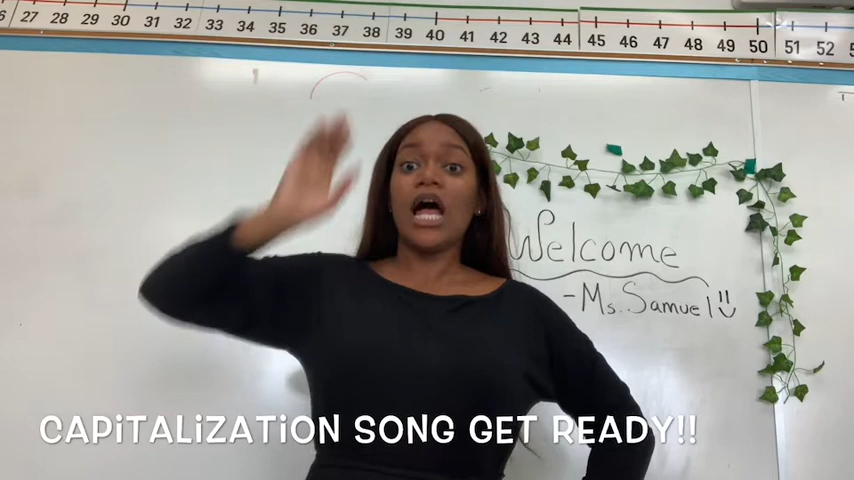 27 28 29 30 31 32 33 34 35 36 37 38 39 40 41 42 43 44 45 46 47 48 49 50 51 52
Welcome
-Ms. Samuel
CAPiTALiZATiON SONG GET READY!!